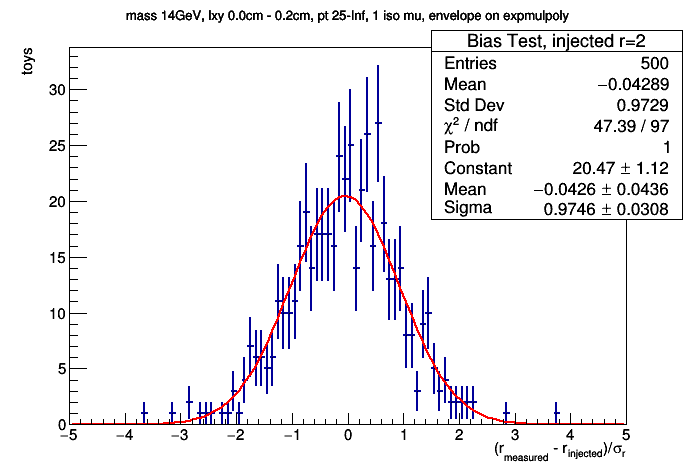 mass 14GeV, lxy 0.0cm - 0.2cm, pt 25-Inf, 1 iso mu, envelope on expmulpoly
toys
Bias Test, injected r=2
Entries 500
Mean −0.04289
Std Dev 0.9729
χ² / ndf 47.39 / 97
Prob 1
Constant 20.47 ± 1.12
Mean −0.0426 ± 0.0436
Sigma 0.9746 ± 0.0308
30
25
20
15
10
5
0
−5 −4 −3 −2 −1 0 1 2 3 4 5
(r_measured - r_injected)/σ_r